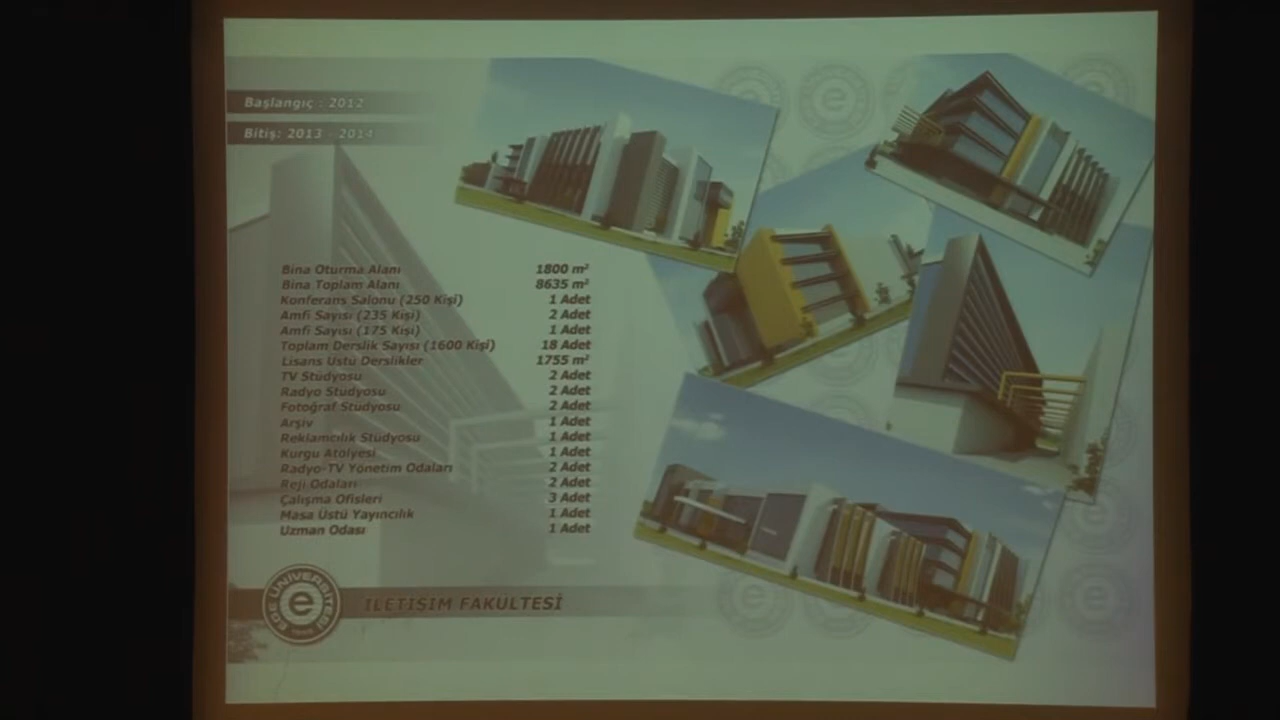 Başlangıç : 2012
Bitiş: 2013 - 2014
Bina Oturma Alanı 1800 m²
Bina Toplam Alanı 8635 m²
Konferans Salonu (250 Kişi) 1 Adet
Amfi Sayısı (235 Kişi) 2 Adet
Amfi Sayısı (175 Kişi) 1 Adet
Toplam Derslik Sayısı (1600 Kişi) 18 Adet
Lisans Üstü Derslikler 1755 m²
TV Stüdyosu 2 Adet
Radyo Stüdyosu 2 Adet
Fotoğraf Stüdyosu 2 Adet
Arşiv 1 Adet
Reklamcılık Stüdyosu 1 Adet
Kurgu Atölyesi 1 Adet
Radyo-TV Yönetim Odaları 2 Adet
Reji Odaları 2 Adet
Çalışma Ofisleri 3 Adet
Masa Üstü Yayıncılık 1 Adet
Uzman Odası 1 Adet
EGE ÜNİVERSİTESİ
e
1955
İLETİŞİM FAKÜLTESİ